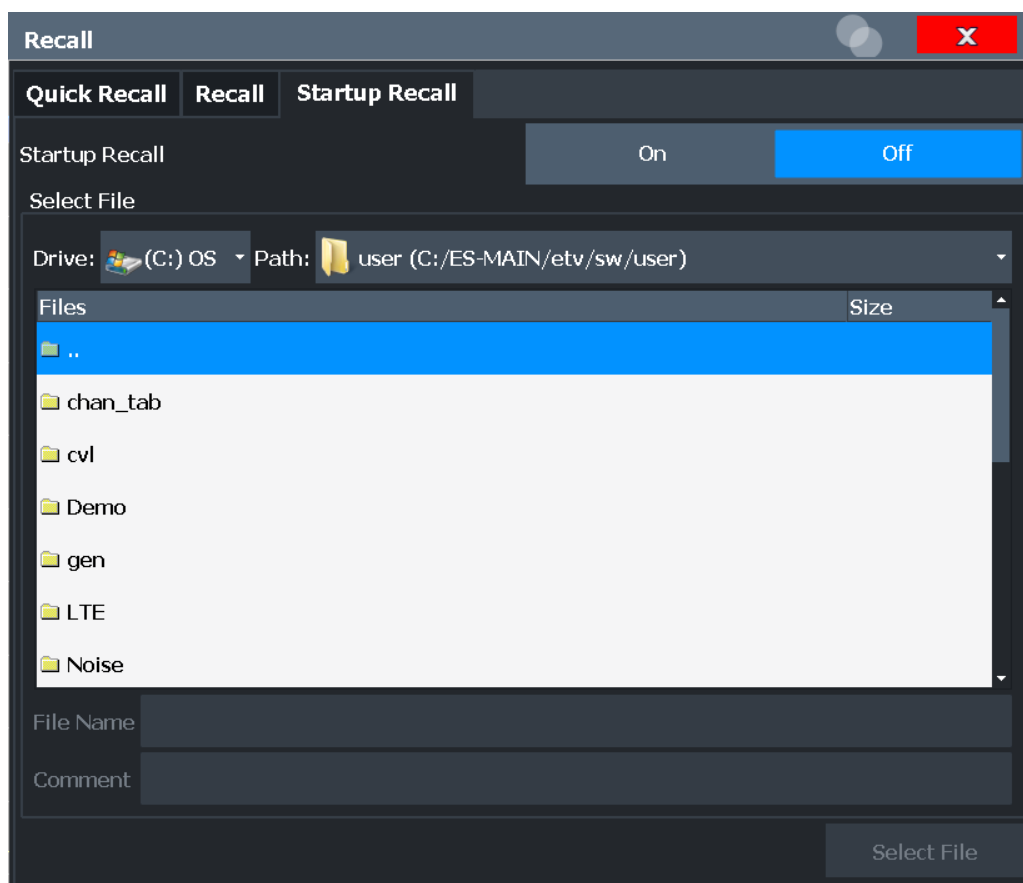 Recall
X
Quick Recall Recall Startup Recall
Startup Recall On Off
Select File
Drive: (C:) OS Path: user (C:/ES-MAIN/etv/sw/user)
Files Size
..
chan_tab
cvl
Demo
gen
LTE
Noise
File Name
Comment
Select File